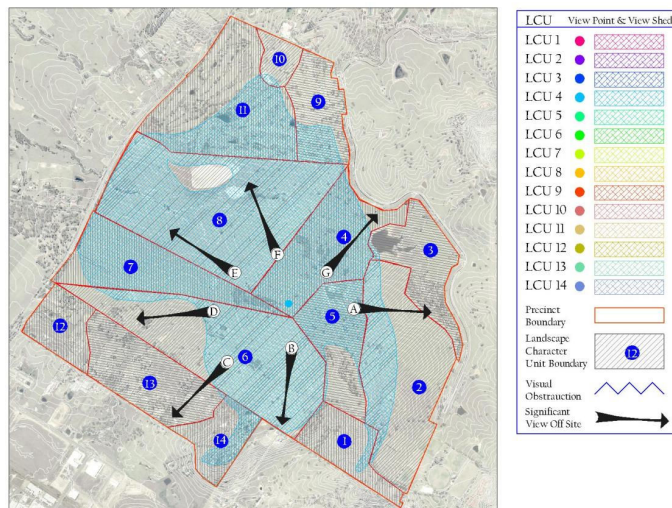 10
9
11
4
3
8
F
G
E
7
A
D
5
12
B
C
6
2
13
14
1
LCU View Point & View Shed
LCU 1
LCU 2
LCU 3
LCU 4
LCU 5
LCU 6
LCU 7
LCU 8
LCU 9
LCU 10
LCU 11
LCU 12
LCU 13
LCU 14
Precinct
Boundary
Landscape
Character
Unit Boundary
12
Visual
Obstrauction
Significant
View Off Site